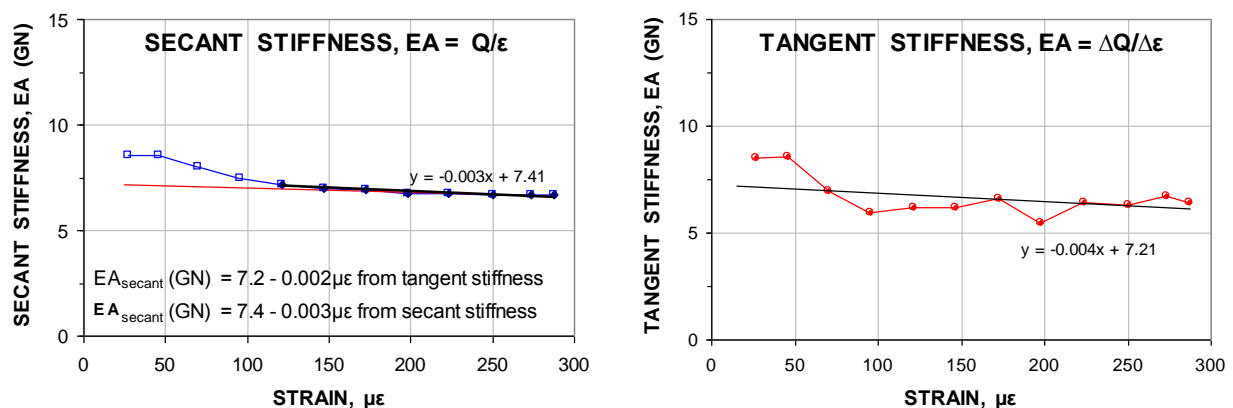 SECANT STIFFNESS, EA = Q/ε
SECANT STIFFNESS, EA (GN)
15
10
5
0
y = -0.003x + 7.41
EAsecant (GN) = 7.2 - 0.002µε from tangent stiffness
EAsecant (GN) = 7.4 - 0.003µε from secant stiffness
0 50 100 150 200 250 300
STRAIN, µε
TANGENT STIFFNESS, EA = ∆Q/∆ε
TANGENT STIFFNESS, EA (GN)
15
10
5
0
y = -0.004x + 7.21
0 50 100 150 200 250 300
STRAIN, µε